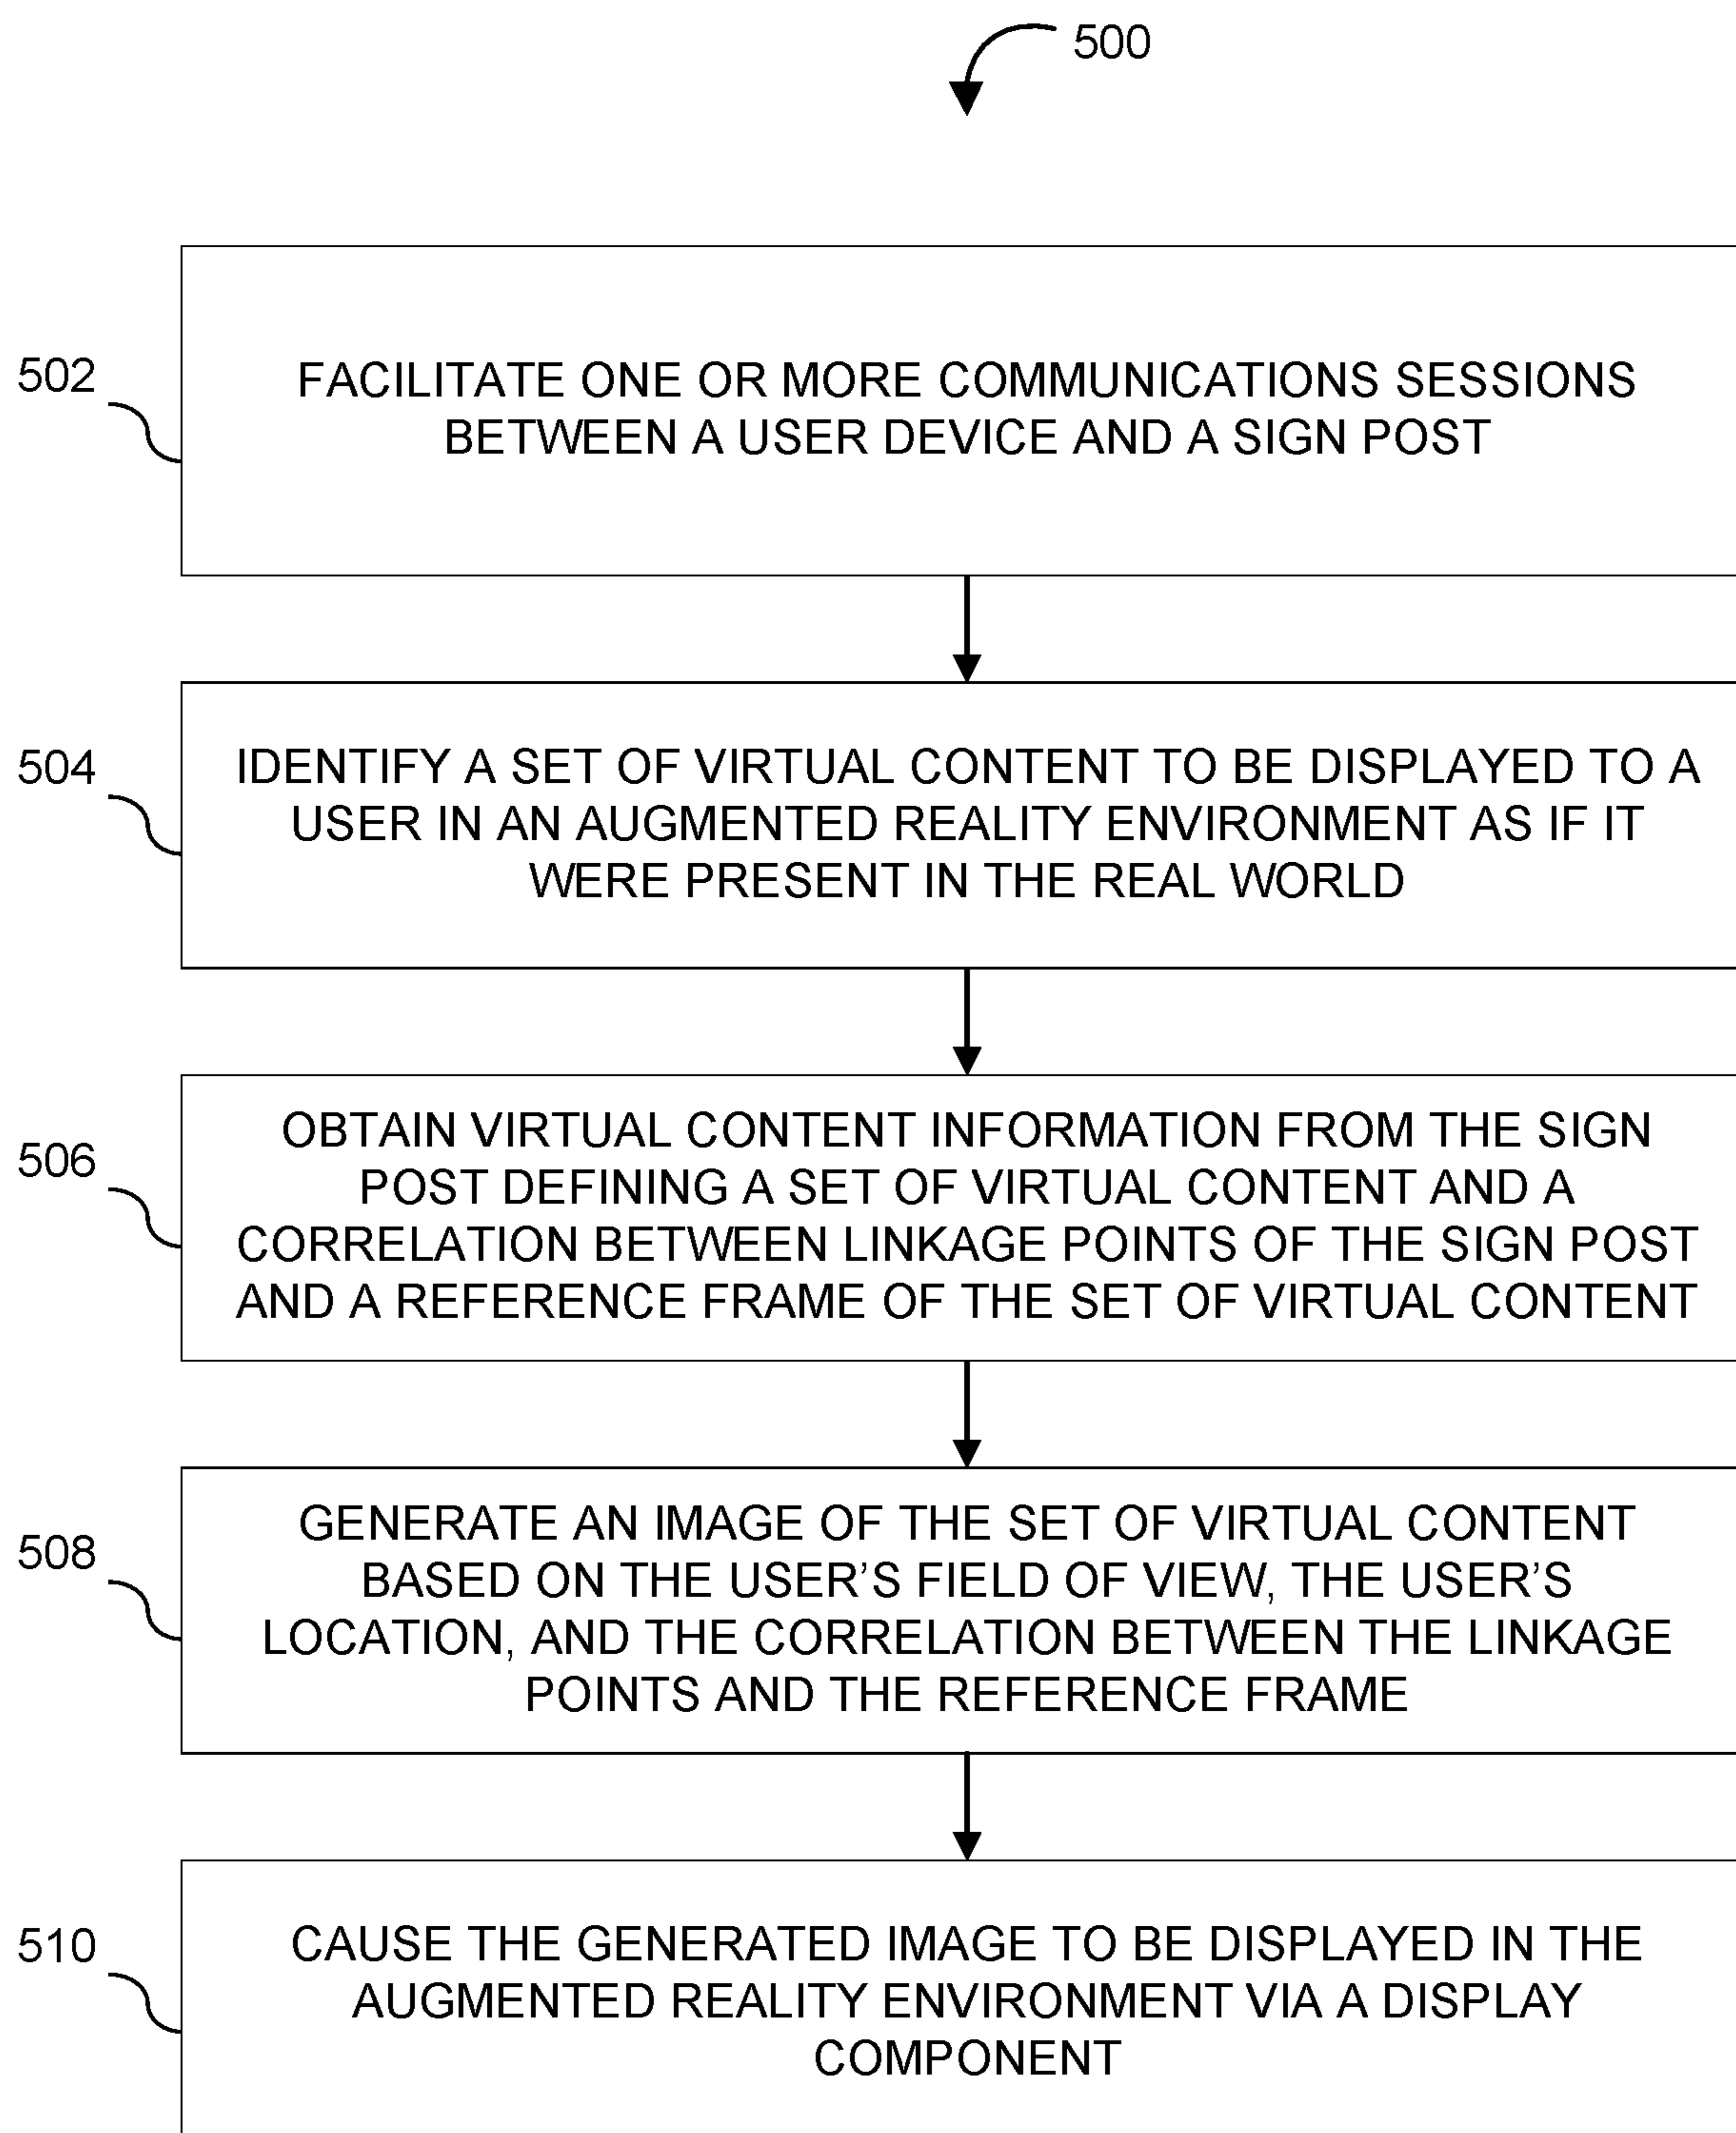 500
502
FACILITATE ONE OR MORE COMMUNICATIONS SESSIONS
BETWEEN A USER DEVICE AND A SIGN POST
504
IDENTIFY A SET OF VIRTUAL CONTENT TO BE DISPLAYED TO A
USER IN AN AUGMENTED REALITY ENVIRONMENT AS IF IT
WERE PRESENT IN THE REAL WORLD
506
OBTAIN VIRTUAL CONTENT INFORMATION FROM THE SIGN
POST DEFINING A SET OF VIRTUAL CONTENT AND A
CORRELATION BETWEEN LINKAGE POINTS OF THE SIGN POST
AND A REFERENCE FRAME OF THE SET OF VIRTUAL CONTENT
508
GENERATE AN IMAGE OF THE SET OF VIRTUAL CONTENT
BASED ON THE USER’S FIELD OF VIEW, THE USER’S
LOCATION, AND THE CORRELATION BETWEEN THE LINKAGE
POINTS AND THE REFERENCE FRAME
510
CAUSE THE GENERATED IMAGE TO BE DISPLAYED IN THE
AUGMENTED REALITY ENVIRONMENT VIA A DISPLAY
COMPONENT